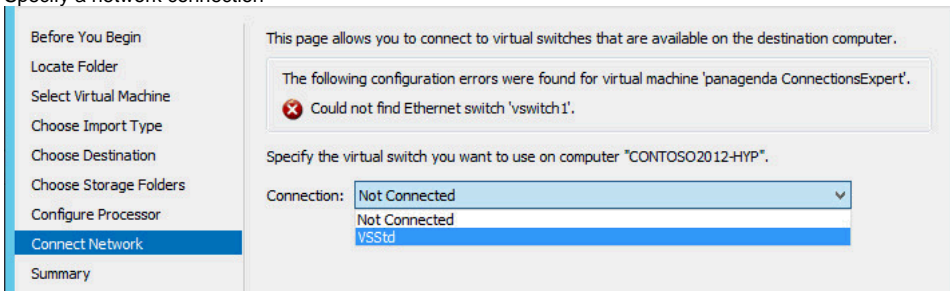 Specify a network connection
Before You Begin
Locate Folder
Select Virtual Machine
Choose Import Type
Choose Destination
Choose Storage Folders
Configure Processor
Connect Network
Summary
This page allows you to connect to virtual switches that are available on the destination computer.
The following configuration errors were found for virtual machine 'panagenda ConnectionsExpert'.
Could not find Ethernet switch 'vswitch1'.
Specify the virtual switch you want to use on computer "CONTOSO2012-HYP".
Connection: Not Connected
Not Connected
VSStd